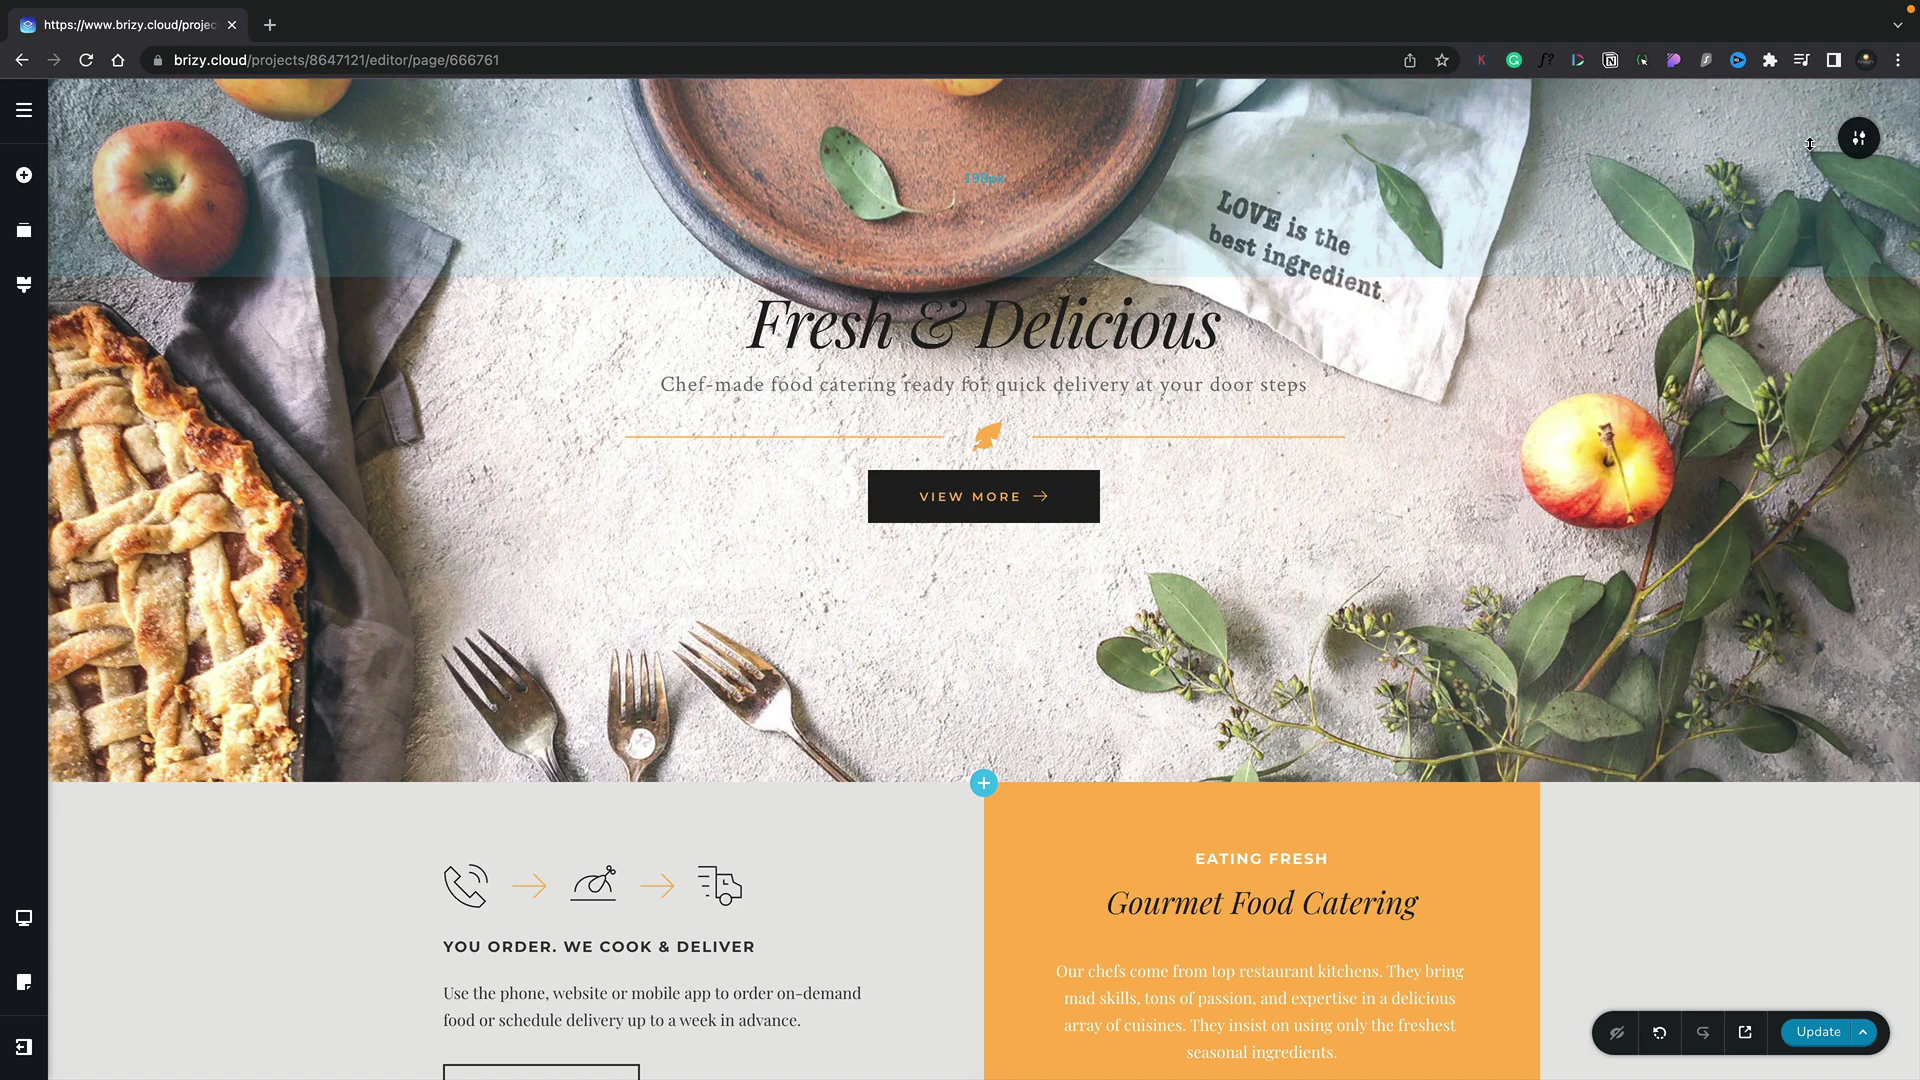 https://www.brizy.cloud/projec
brizy.cloud/projects/8647121/editor/page/666761
198px
LOVE is the
best ingredient.
Fresh & Delicious
Chef-made food catering ready for quick delivery at your door steps
VIEW MORE
YOU ORDER. WE COOK & DELIVER
Use the phone, website or mobile app to order on-demand
food or schedule delivery up to a week in advance.
EATING FRESH
Gourmet Food Catering
Our chefs come from top restaurant kitchens. They bring
mad skills, tons of passion, and expertise in a delicious
array of cuisines. They insist on using only the freshest
seasonal ingredients.
Update